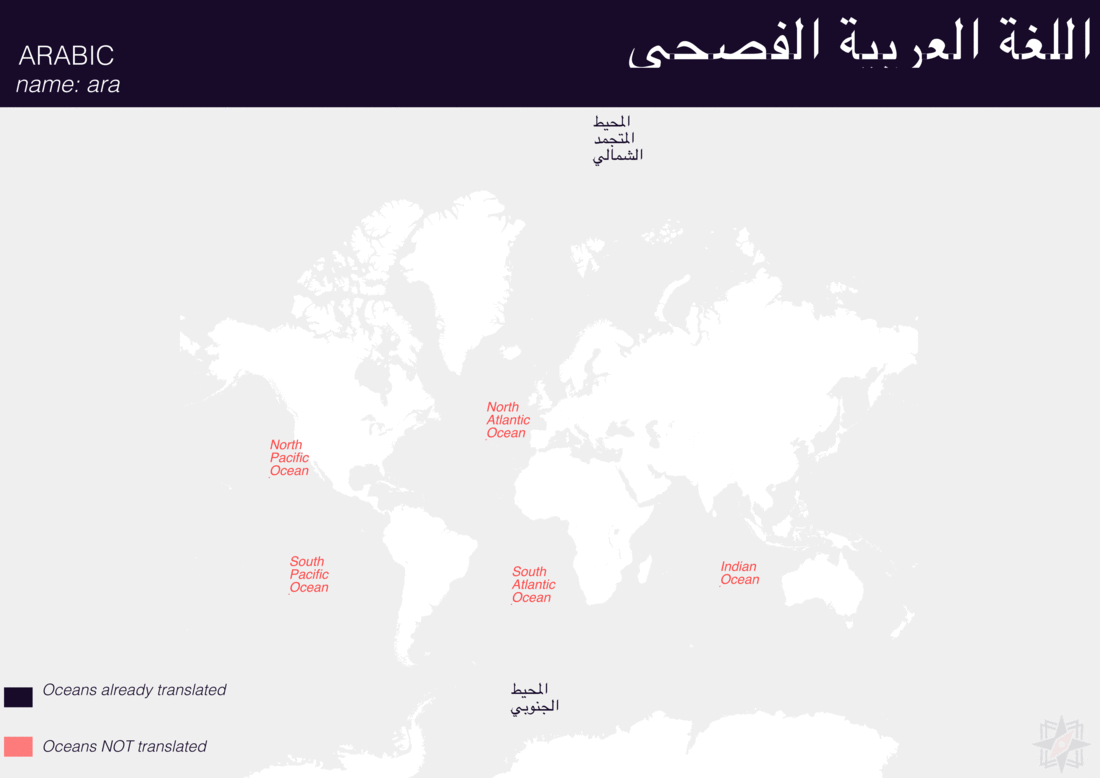 ARABIC
name: ara
اللغة العربية الفصحى
المحيط
المتجمد
الشمالي
North
Atlantic
Ocean
North
Pacific
Ocean
South
Pacific
Ocean
South
Atlantic
Ocean
Indian
Ocean
المحيط
الجنوبي
Oceans already translated
Oceans NOT translated